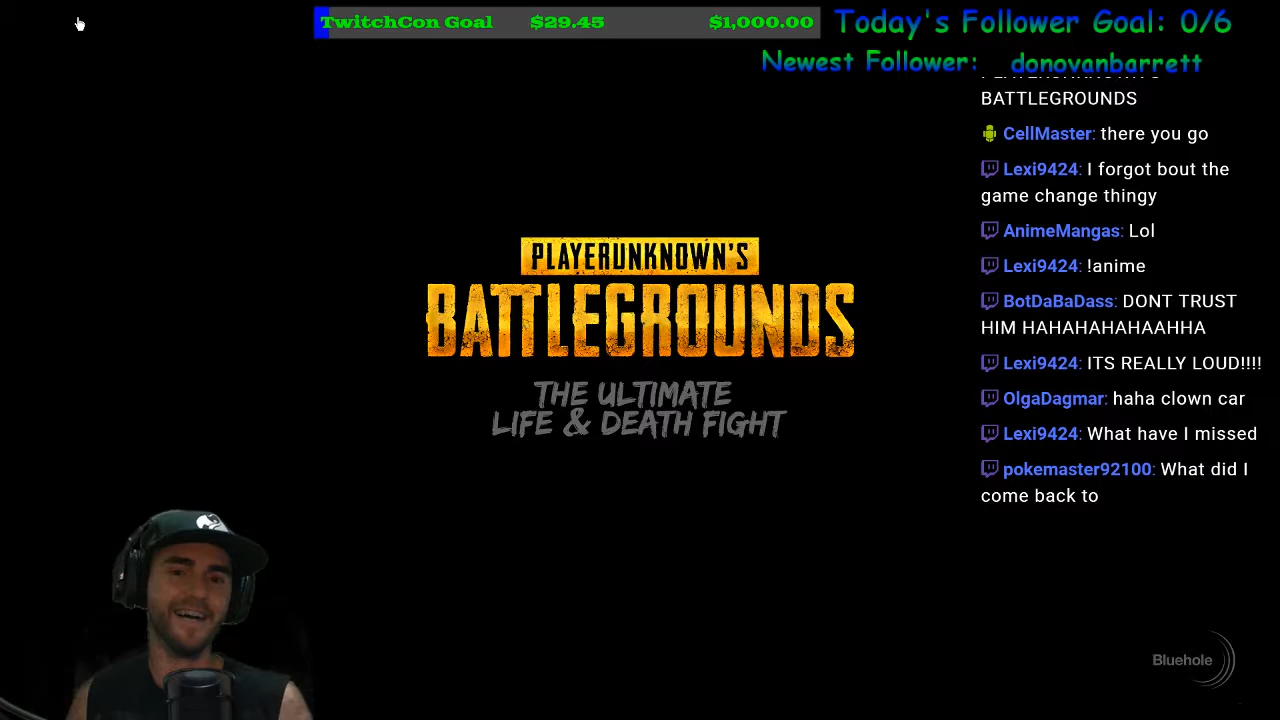 TwitchCon Goal $29.45 $1,000.00
Today's Follower Goal: 0/6
Newest Follower: donovanbarrett
BATTLEGROUNDS
CellMaster: there you go
Lexi9424: I forgot bout the
game change thingy
AnimeMangas: Lol
Lexi9424: !anime
BotDaBaDass: DONT TRUST
HIM HAHAHAHAHAAHHA
Lexi9424: ITS REALLY LOUD!!!!
OlgaDagmar: haha clown car
Lexi9424: What have I missed
pokemaster92100: What did I
come back to
PLAYERUNKNOWN'S
BATTLEGROUNDS
THE ULTIMATE
LIFE & DEATH FIGHT
Bluehole